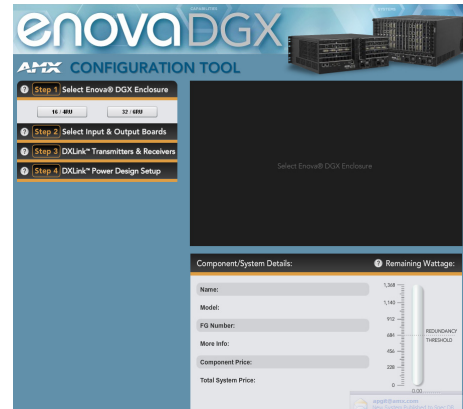 CAPABILITIES
SYSTEMS
enovaDGX
AMX CONFIGURATION TOOL
? Step 1 Select Enova® DGX Enclosure
16 / 4RU
32 / 6RU
? Step 2 Select Input & Output Boards
? Step 3 DXLink™ Transmitters & Receivers
? Step 4 DXLink™ Power Design Setup
Select Enova® DGX Enclosure
Component/System Details:
? Remaining Wattage:
Name:
Model:
FG Number:
More Info:
Component Price:
Total System Price:
1,368
1,140
912
684
456
228
0
0.00
REDUNDANCY
THRESHOLD